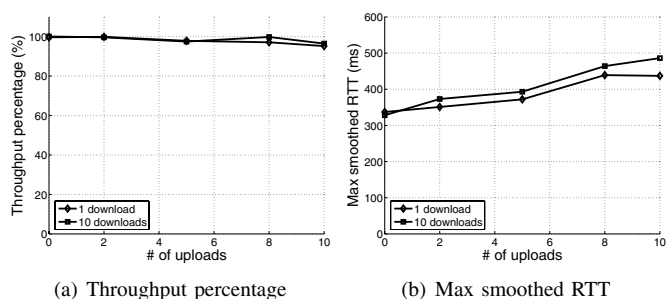 Throughput percentage (%)
100
80
60
40
20
0
1 download
10 downloads
0 2 4 6 8 10
# of uploads
(a) Throughput percentage
Max smoothed RTT (ms)
600
500
400
300
200
100
0
1 download
10 downloads
0 2 4 6 8 10
# of uploads
(b) Max smoothed RTT